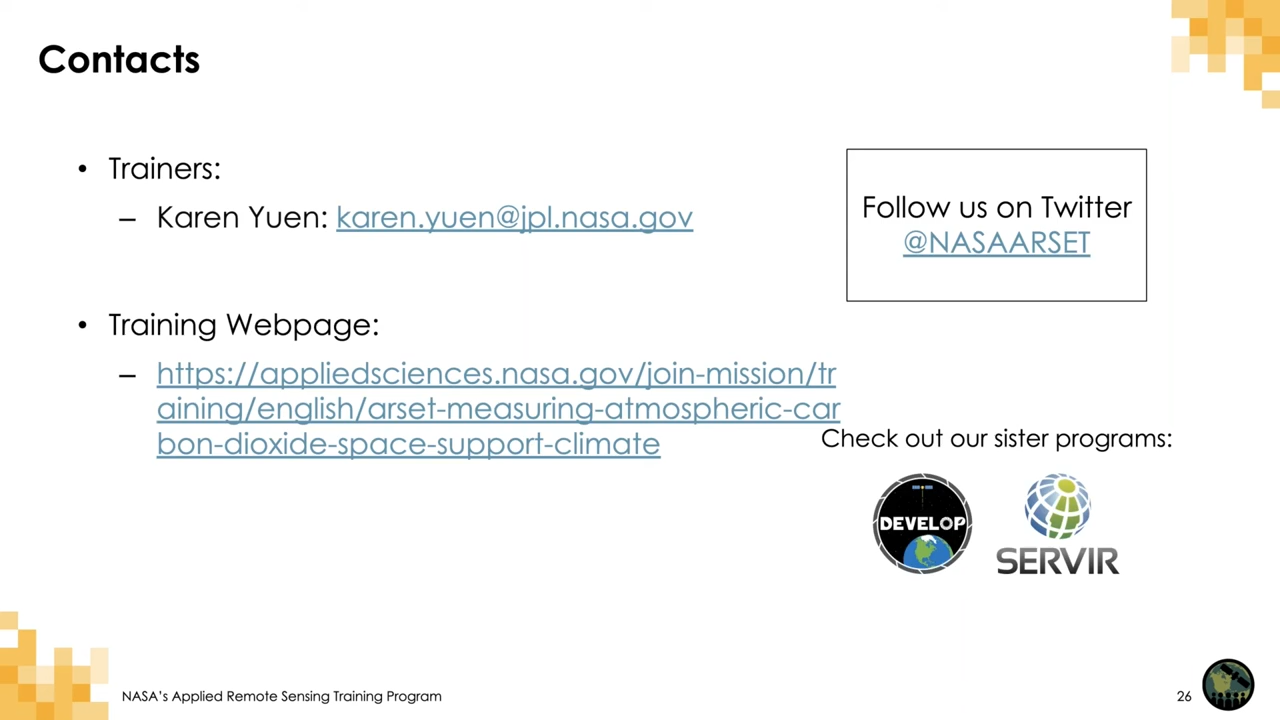 Contacts
• Trainers:
– Karen Yuen: karen.yuen@jpl.nasa.gov
• Training Webpage:
– https://appliedsciences.nasa.gov/join-mission/tr
aining/english/arset-measuring-atmospheric-car
bon-dioxide-space-support-climate
Follow us on Twitter
@NASAARSET
Check out our sister programs:
DEVELOP
SERVIR
NASA's Applied Remote Sensing Training Program
26